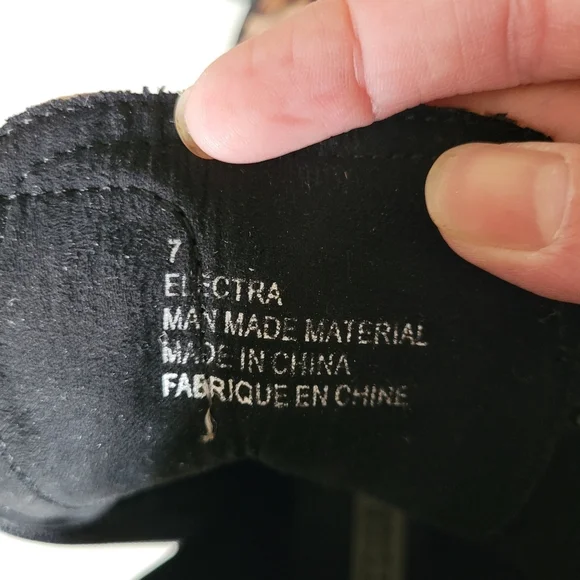 7
ELECTRA
MAN MADE MATERIAL
MADE IN CHINA
FABRIQUE EN CHINE